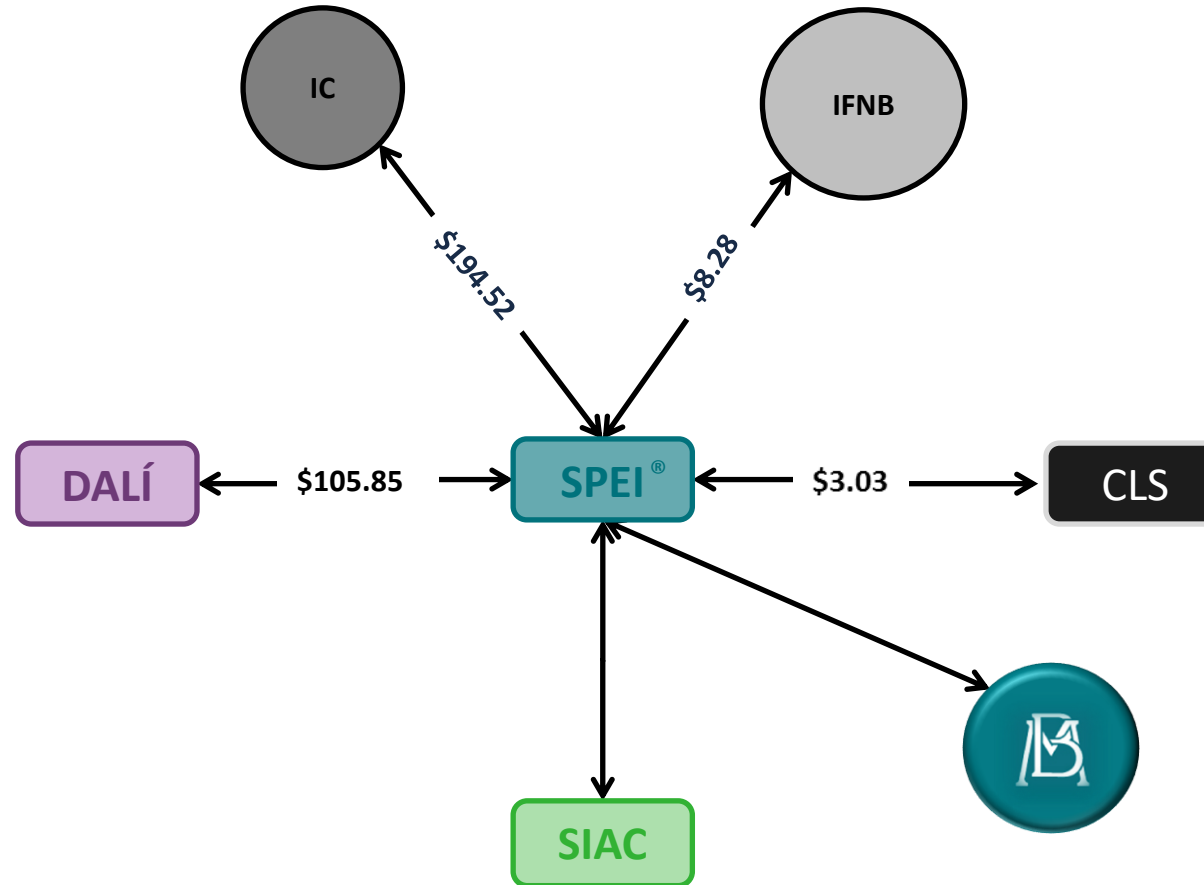 IC
IFNB
$194.52
$8.28
DALÍ
$105.85
SPEI®
$3.03
CLS
SIAC